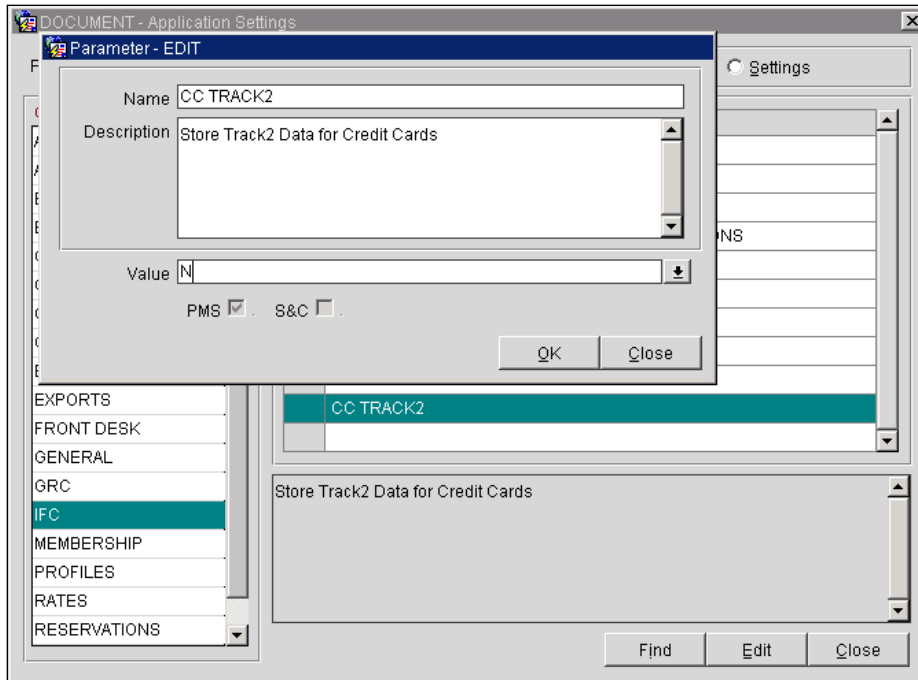 DOCUMENT - Application Settings
Parameter - EDIT
Settings
Name CC TRACK2
Description Store Track2 Data for Credit Cards
Value N
PMS . S&C .
OK Close
EXPORTS
FRONT DESK
GENERAL
GRC
IFC
MEMBERSHIP
PROFILES
RATES
RESERVATIONS
CC TRACK2
Store Track2 Data for Credit Cards
Find Edit Close